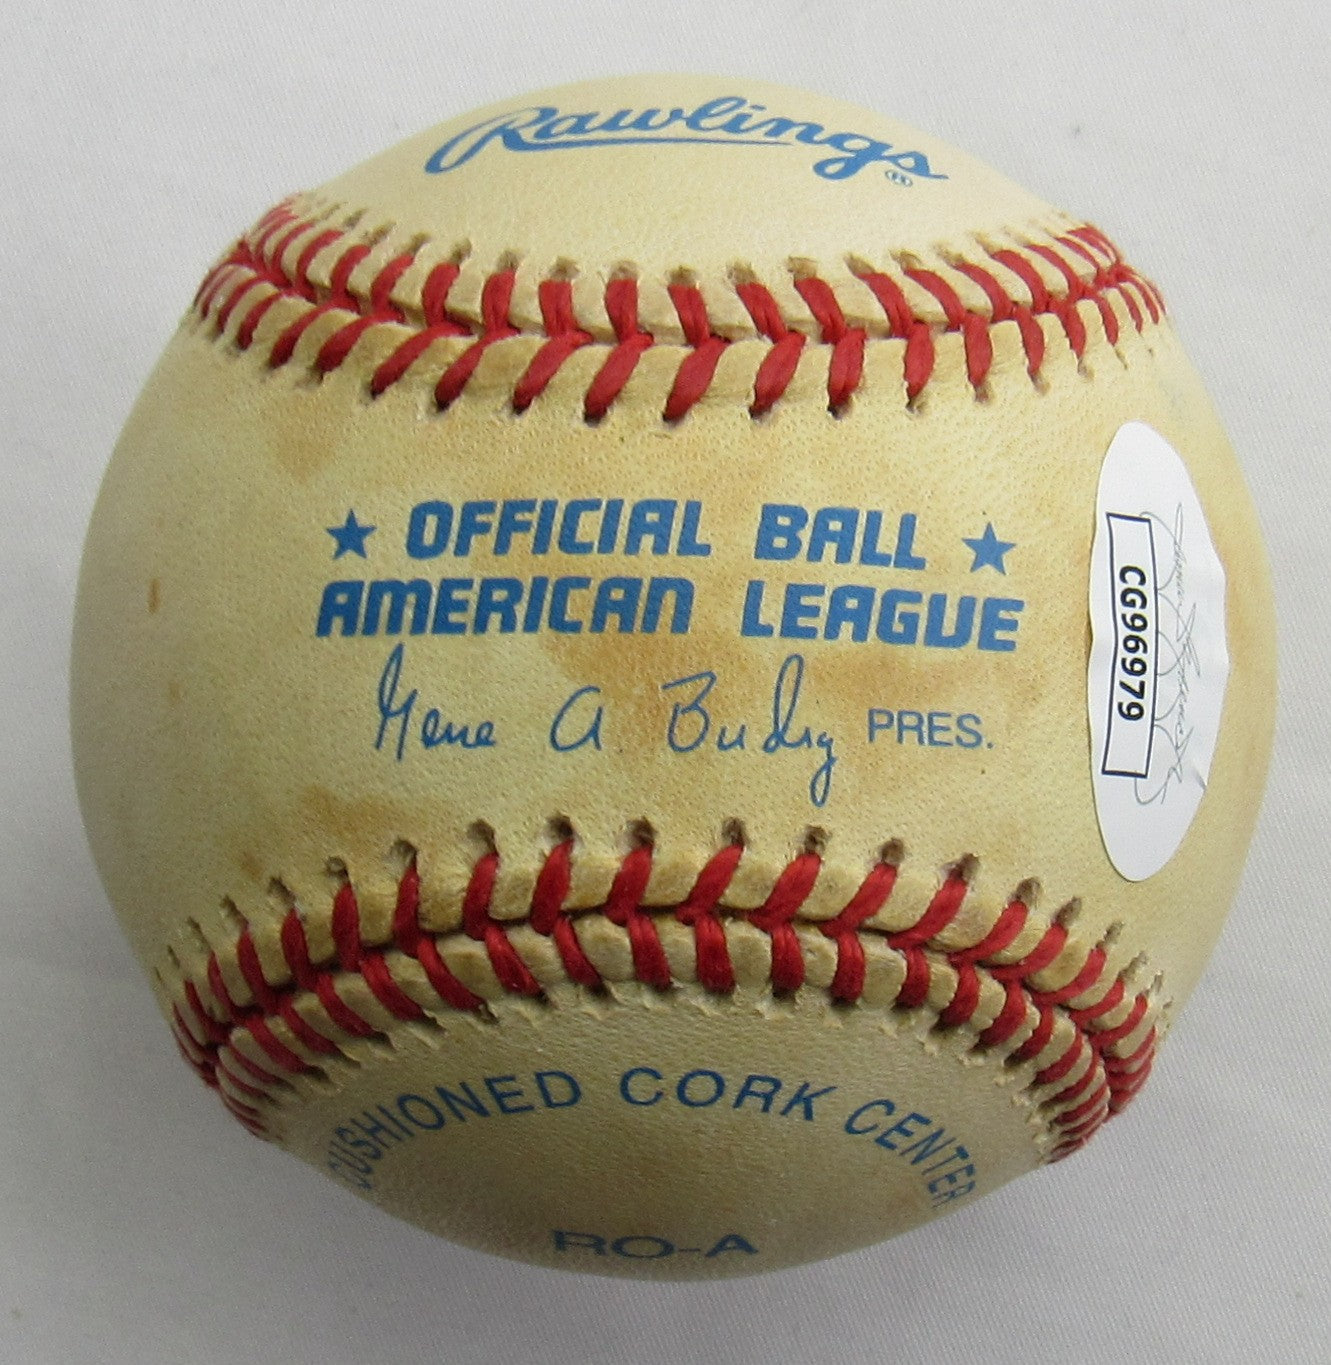 Rawlings ®
★ OFFICIAL BALL ★
AMERICAN LEAGUE
Gene A Budig PRES.
CG96979
CUSHIONED CORK CENTER
RO-A